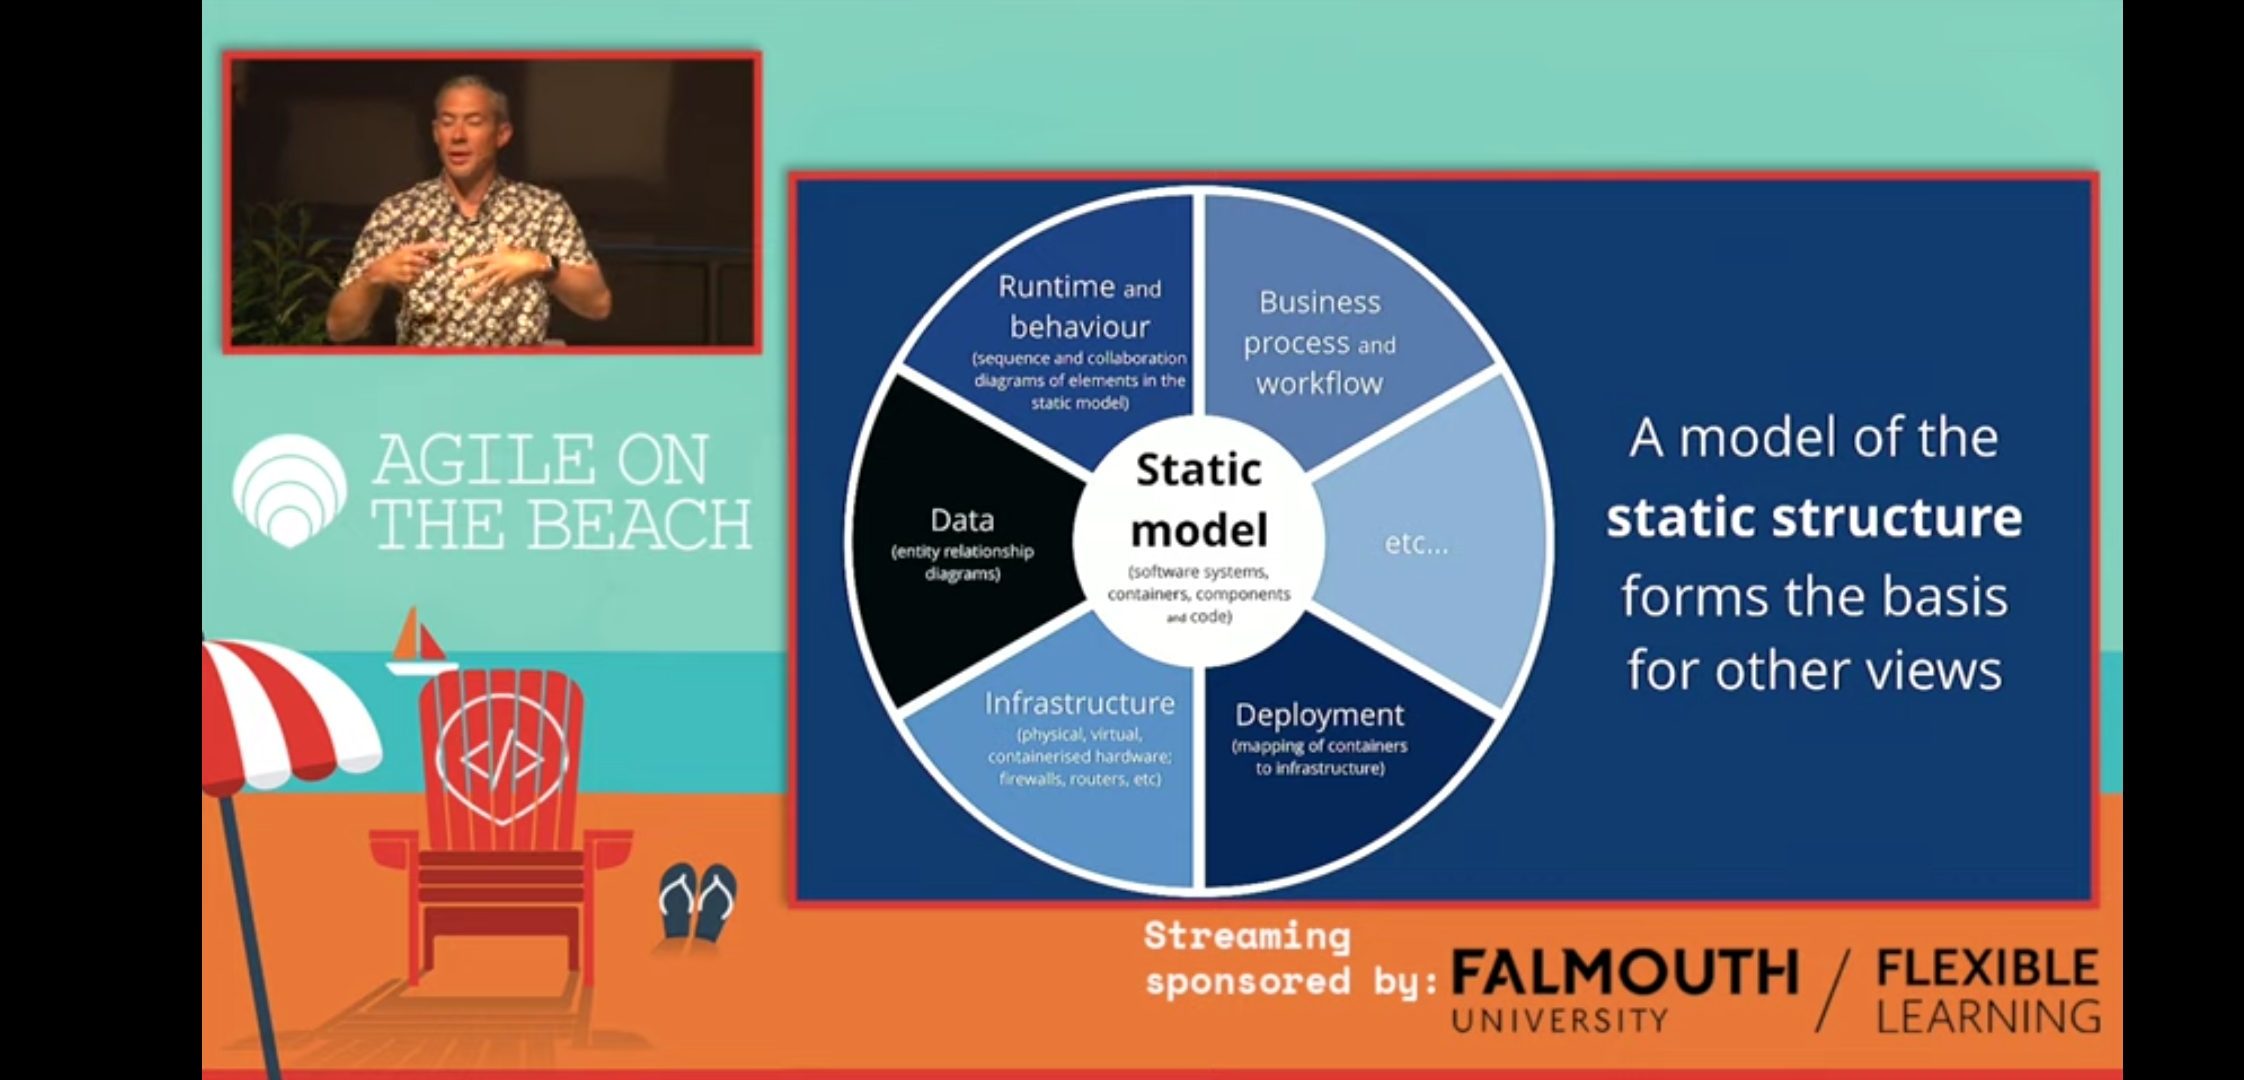 AGILE ON
THE BEACH
Runtime and
behaviour
(sequence and collaboration
diagrams of elements in the
static model)
Business
process and
workflow
Data
(entity relationship
diagrams)
Static
model
(software systems,
containers, components
and code)
etc...
Infrastructure
(physical, virtual,
containerised hardware;
firewalls, routers, etc)
Deployment
(mapping of containers
to infrastructure)
A model of the
static structure
forms the basis
for other views
</>
Streaming
sponsored by:
FALMOUTH
UNIVERSITY
FLEXIBLE
LEARNING